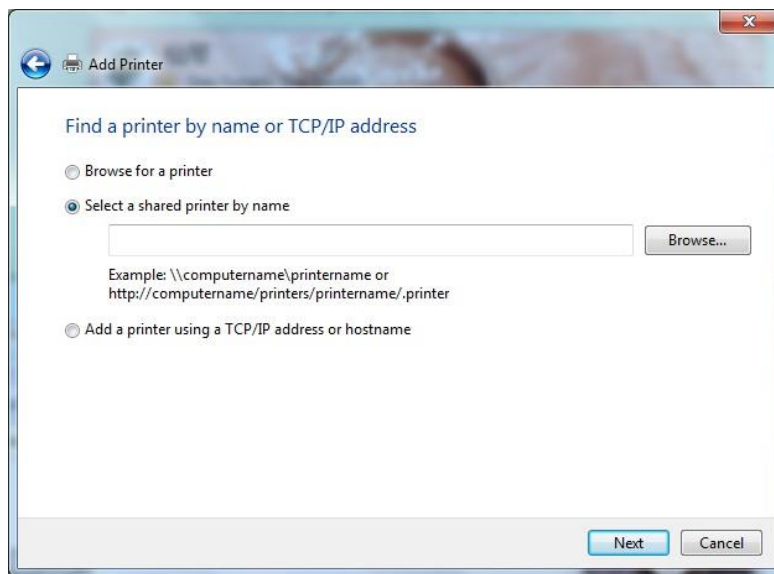 Add Printer
Find a printer by name or TCP/IP address
Browse for a printer
Select a shared printer by name
Browse...
Example: \\computername\printername or
http://computername/printers/printername/.printer
Add a printer using a TCP/IP address or hostname
Next
Cancel